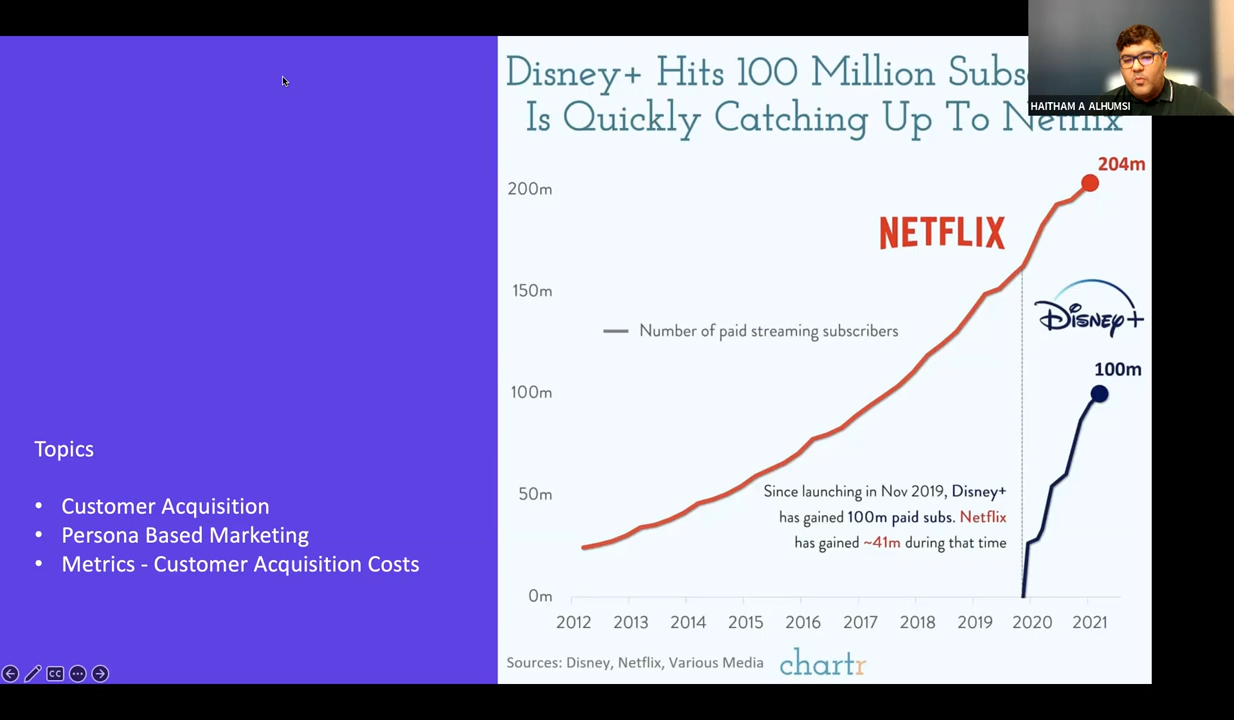 Disney+ Hits 100 Million Subs
Is Quickly Catching Up To Netflix
HAITHAM A ALHUMSI
204m
200m
NETFLIX
150m
Disney+
Number of paid streaming subscribers
100m
100m
Topics
50m
Since launching in Nov 2019, Disney+
has gained 100m paid subs. Netflix
has gained ~41m during that time
• Customer Acquisition
• Persona Based Marketing
• Metrics - Customer Acquisition Costs
0m
2012 2013 2014 2015 2016 2017 2018 2019 2020 2021
Sources: Disney, Netflix, Various Media chartr
CC